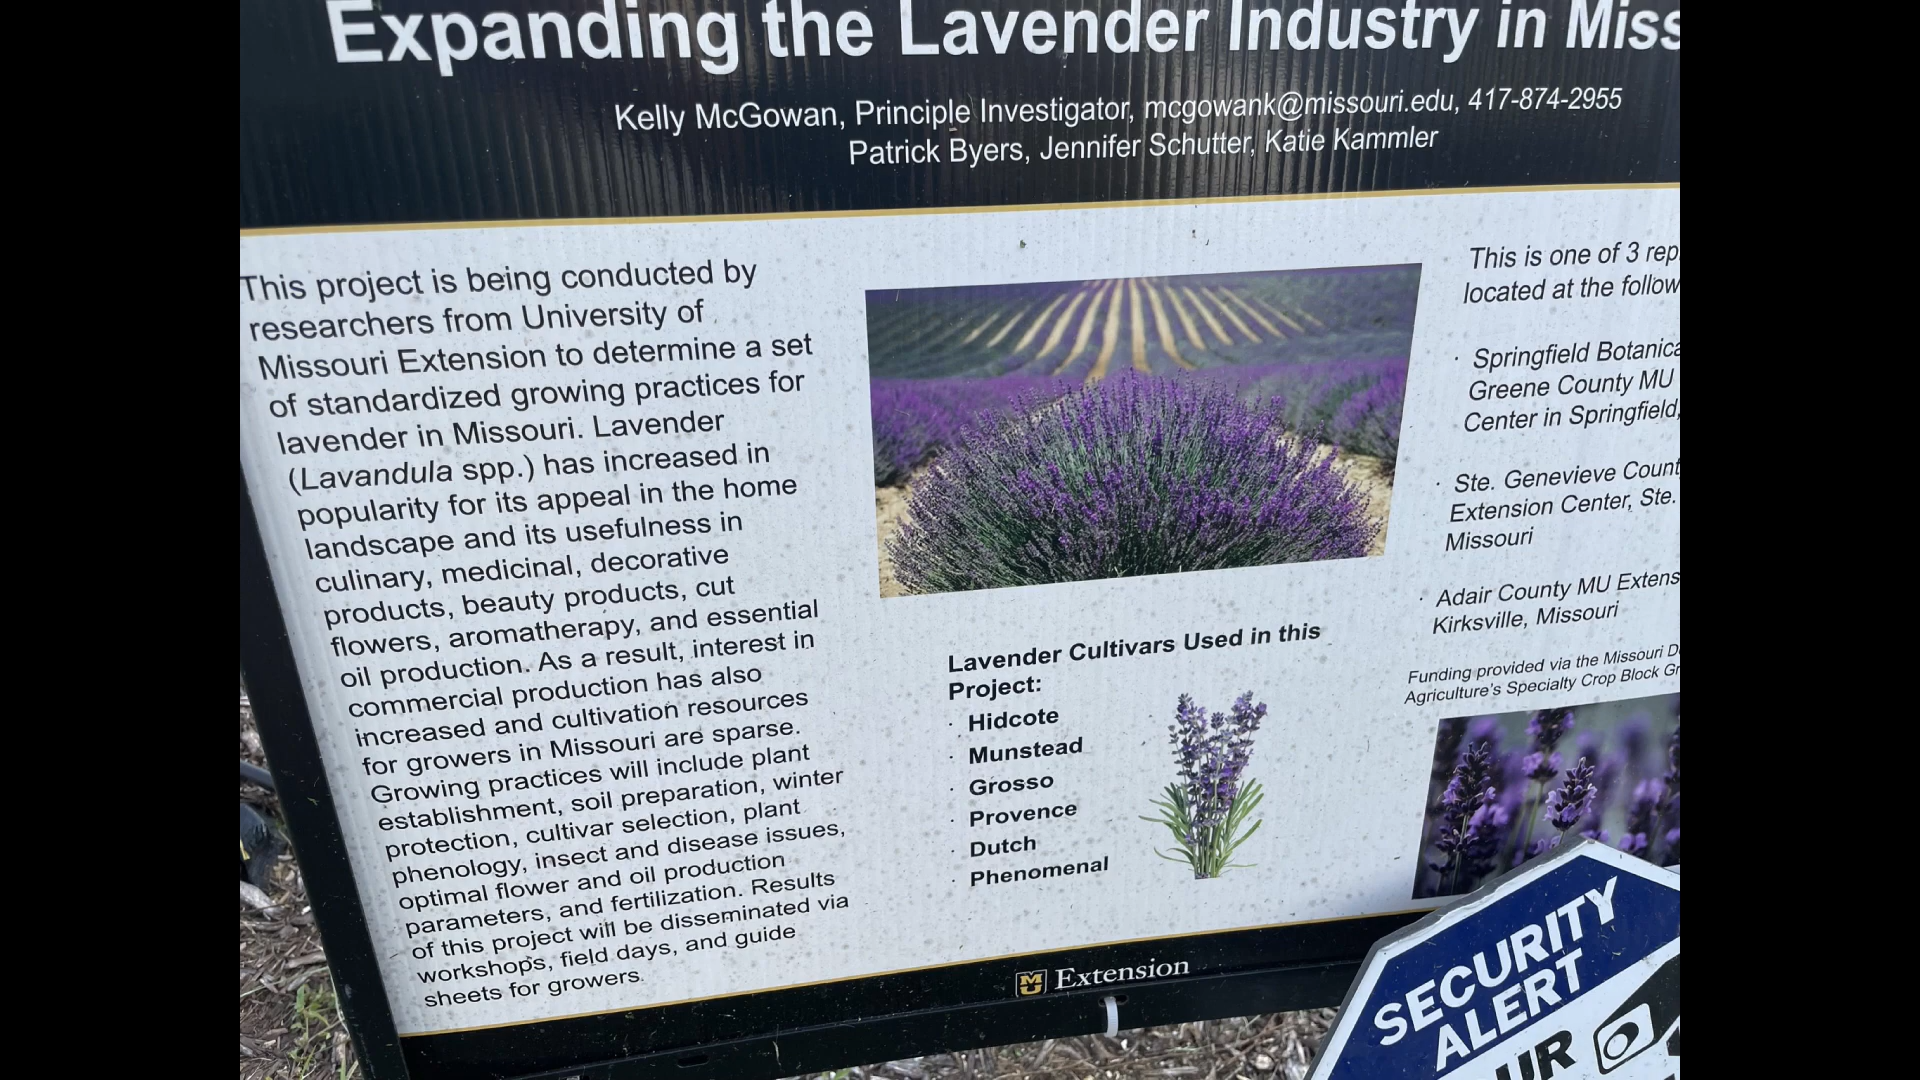 Expanding the Lavender Industry in Miss
Kelly McGowan, Principle Investigator, mcgowank@missouri.edu, 417-874-2955
Patrick Byers, Jennifer Schutter, Katie Kammler
This project is being conducted by
researchers from University of
Missouri Extension to determine a set
of standardized growing practices for
lavender in Missouri. Lavender
(Lavandula spp.) has increased in
popularity for its appeal in the home
landscape and its usefulness in
culinary, medicinal, decorative
products, beauty products, cut
flowers, aromatherapy, and essential
oil production. As a result, interest in
commercial production has also
increased and cultivation resources
for growers in Missouri are sparse.
Growing practices will include plant
establishment, soil preparation, winter
protection, cultivar selection, plant
phenology, insect and disease issues,
optimal flower and oil production
parameters, and fertilization. Results
of this project will be disseminated via
workshops, field days, and guide
sheets for growers.
Lavender Cultivars Used in this
Project:
· Hidcote
· Munstead
· Grosso
· Provence
· Dutch
· Phenomenal
This is one of 3 rep
located at the follow
· Springfield Botanica
Greene County MU
Center in Springfield,
· Ste. Genevieve Count
Extension Center, Ste.
Missouri
· Adair County MU Extens
Kirksville, Missouri
Funding provided via the Missouri D
Agriculture's Specialty Crop Block Gr
MU Extension
SECURITY
ALERT
UR